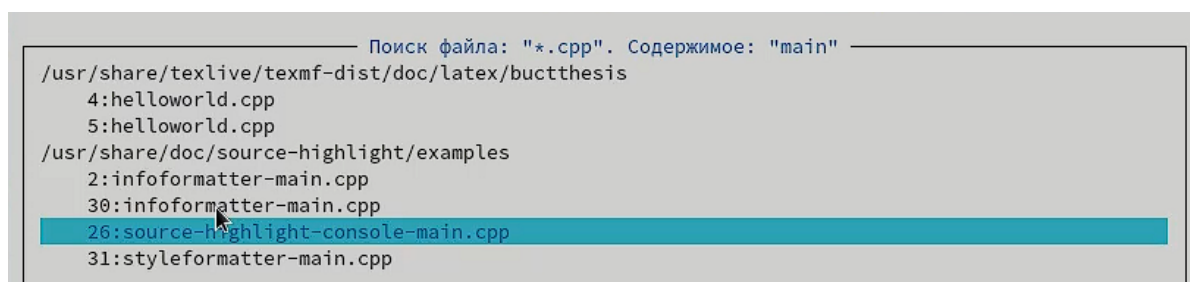 Поиск файла: "*.cpp". Содержимое: "main"
/usr/share/texlive/texmf-dist/doc/latex/buctthesis
4:helloworld.cpp
5:helloworld.cpp
/usr/share/doc/source-highlight/examples
2:infoformatter-main.cpp
30:infoformatter-main.cpp
26:source-highlight-console-main.cpp
31:styleformatter-main.cpp